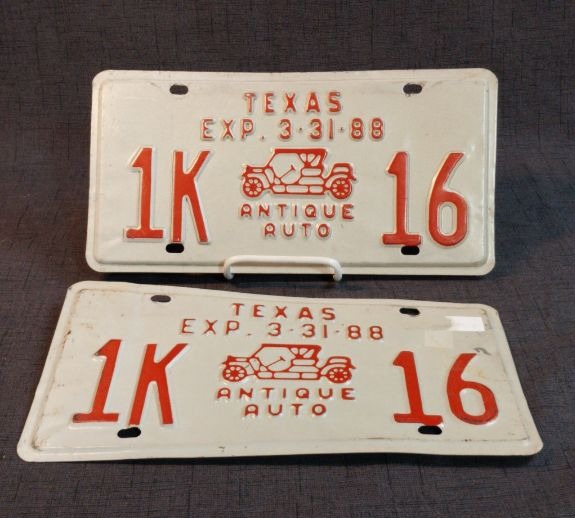 TEXAS
EXP. 3-31-88
1K 16
ANTIQUE
AUTO
TEXAS
EXP. 3-31-88
1K 16
ANTIQUE
AUTO